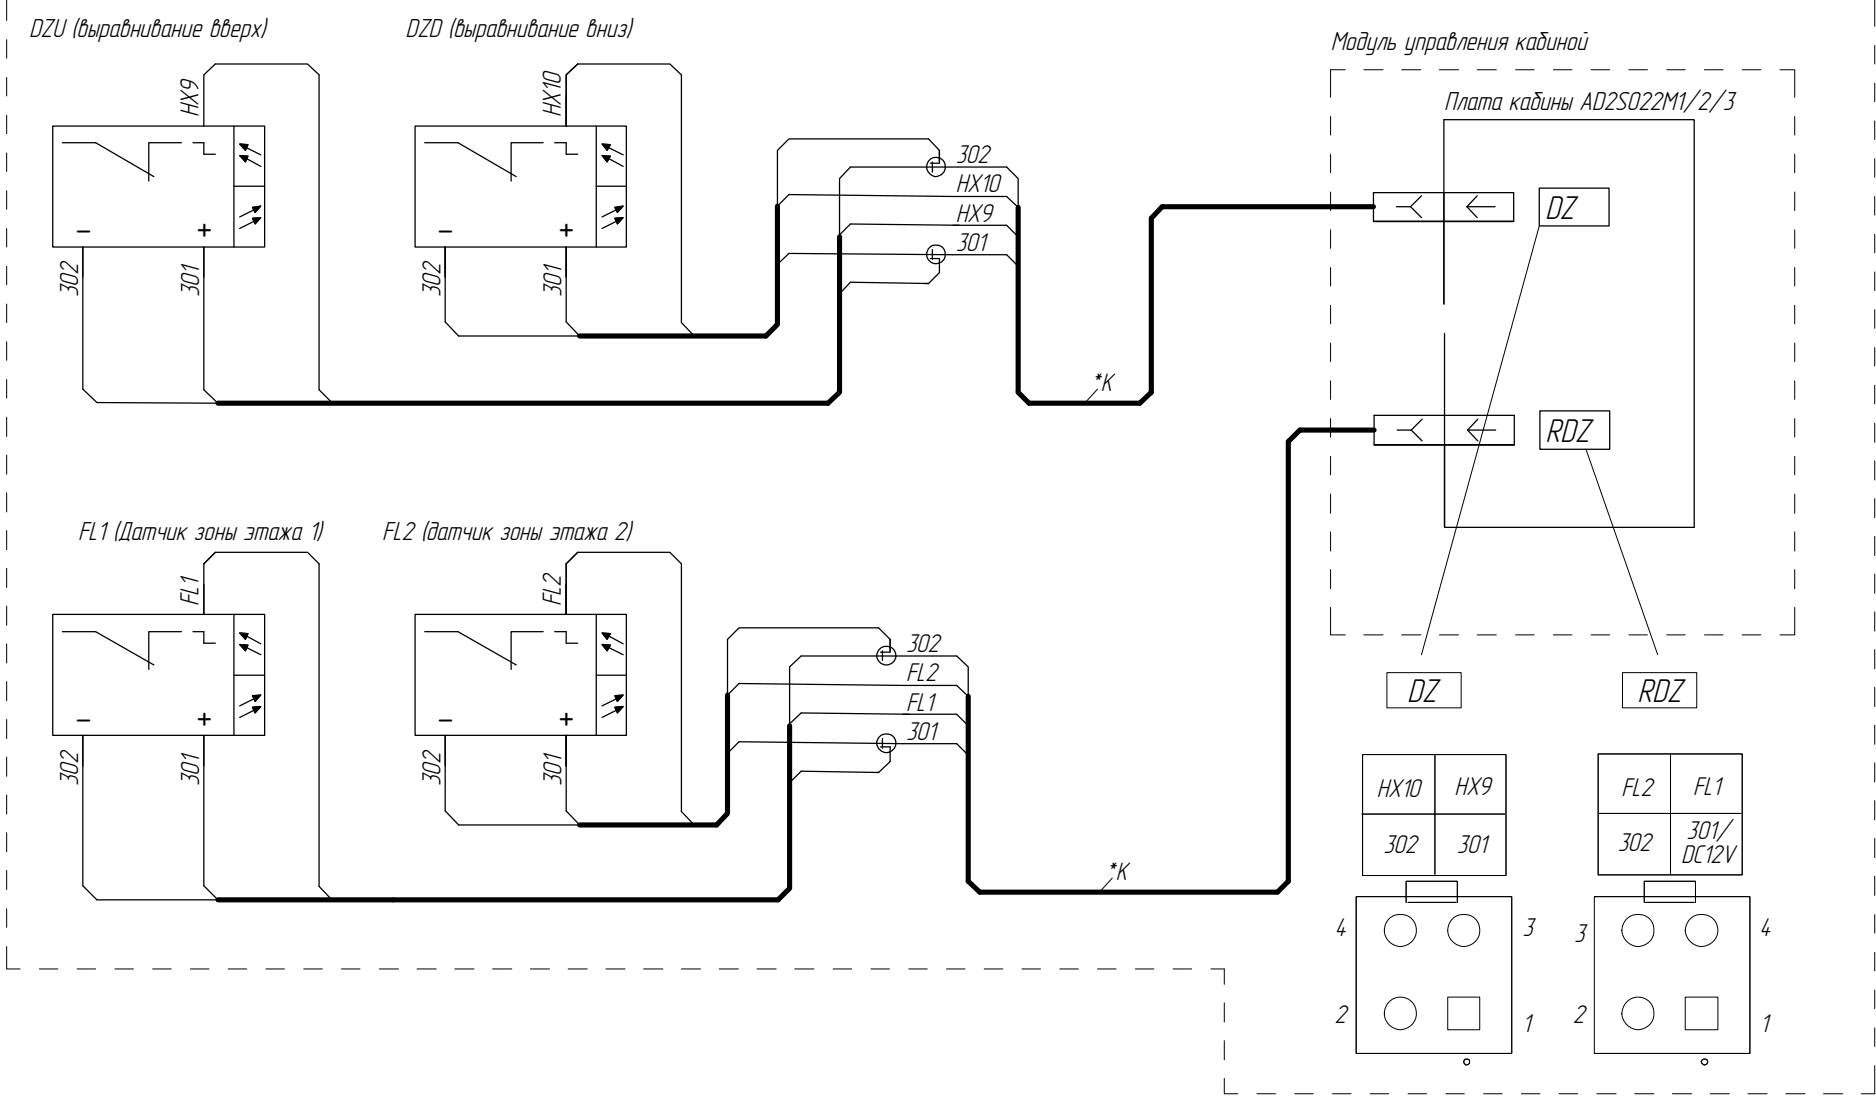 DZU (выравнивание вверх)
DZD (выравнивание вниз)
Модуль управления кабиной
Плата кабины AD2S022M1/2/3
HX9
HX10
302
HX10
HX9
301
DZ
–
+
–
+
302
301
302
301
*K
RDZ
FL1 (Датчик зоны этажа 1)
FL2 (датчик зоны этажа 2)
FL1
FL2
302
FL2
FL1
301
–
+
–
+
302
301
302
301
*K
DZ
RDZ
HX10 HX9
302 301
FL2 FL1
302 301/
DC12V
4 3
2 1
3 4
2 1